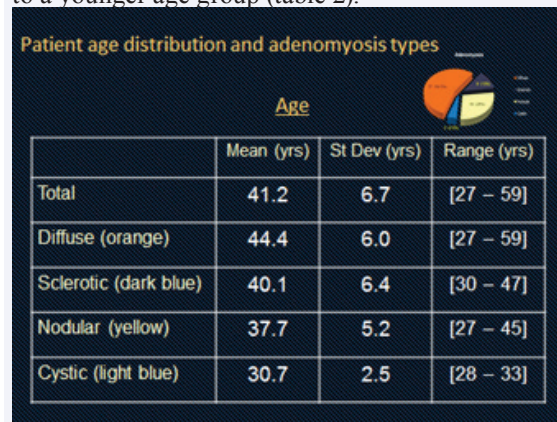 to a younger age group (table 2).
Patient age distribution and adenomyosis types
Adenomyosis
Age
Mean (yrs) St Dev (yrs) Range (yrs)
Total 41.2 6.7 [27 – 59]
Diffuse (orange) 44.4 6.0 [27 – 59]
Sclerotic (dark blue) 40.1 6.4 [30 – 47]
Nodular (yellow) 37.7 5.2 [27 – 45]
Cystic (light blue) 30.7 2.5 [28 – 33]